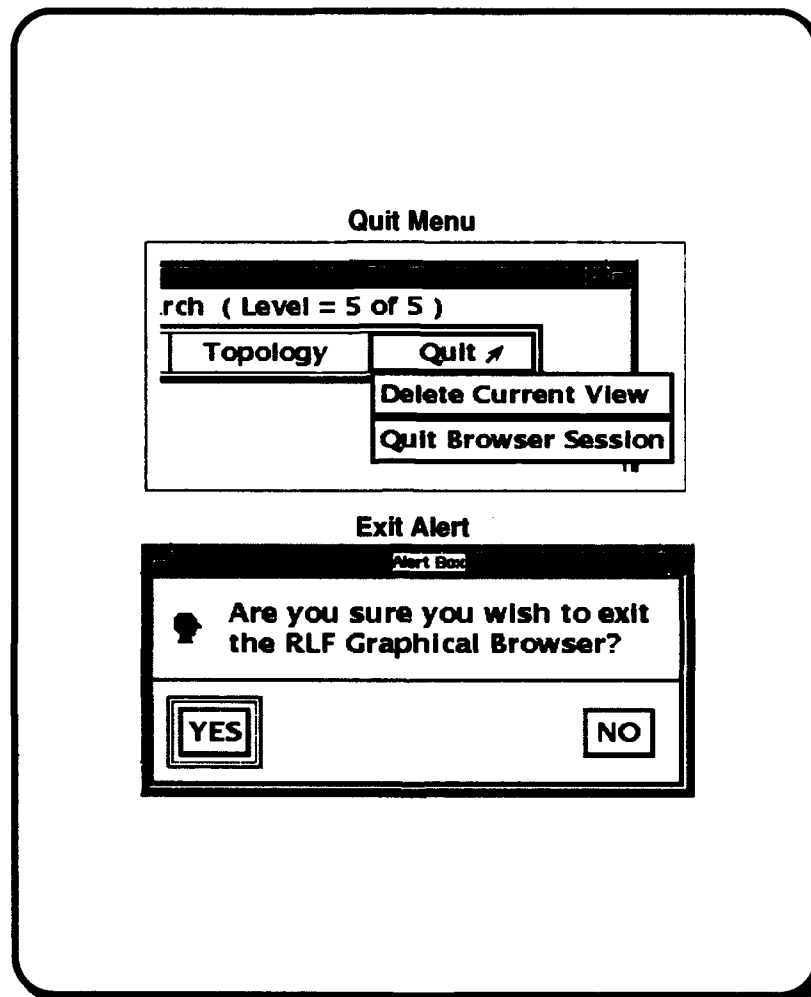 Quit Menu
rch ( Level = 5 of 5 )
Topology
Quit
Delete Current View
Quit Browser Session
Exit Alert
Alert Box
Are you sure you wish to exit
the RLF Graphical Browser?
YES
NO